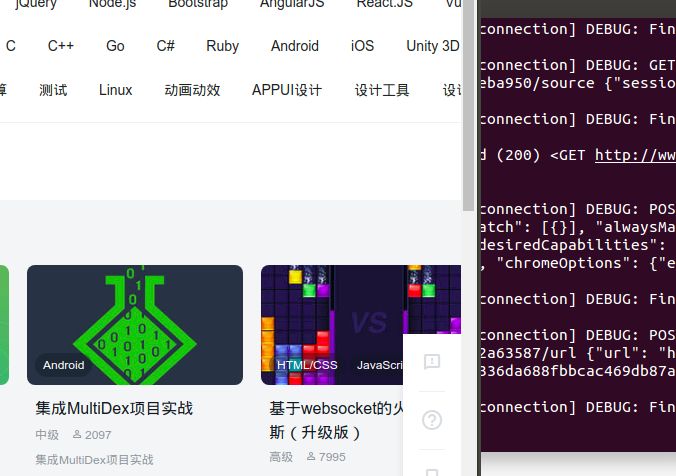 jQuery Node.js Bootstrap AngularJS React.JS Vu
C C++ Go C# Ruby Android iOS Unity 3D
算 测试 Linux 动画动效 APPUI设计 设计工具 设计
Android
集成MultiDex项目实战
中级 2097
集成MultiDex项目实战
VS
HTML/CSS JavaScri
基于websocket的火
斯（升级版）
高级 7995
connection] DEBUG: Fin
connection] DEBUG: GET
eba950/source {"sessio
connection] DEBUG: Fin
d (200) <GET http://ww
connection] DEBUG: POS
atch": [{}], "alwaysMa
desiredCapabilities":
, "chromeOptions": {"e
connection] DEBUG: Fin
connection] DEBUG: POS
2a63587/url {"url": "h
336da688fbbcac469db87a
connection] DEBUG: Fin